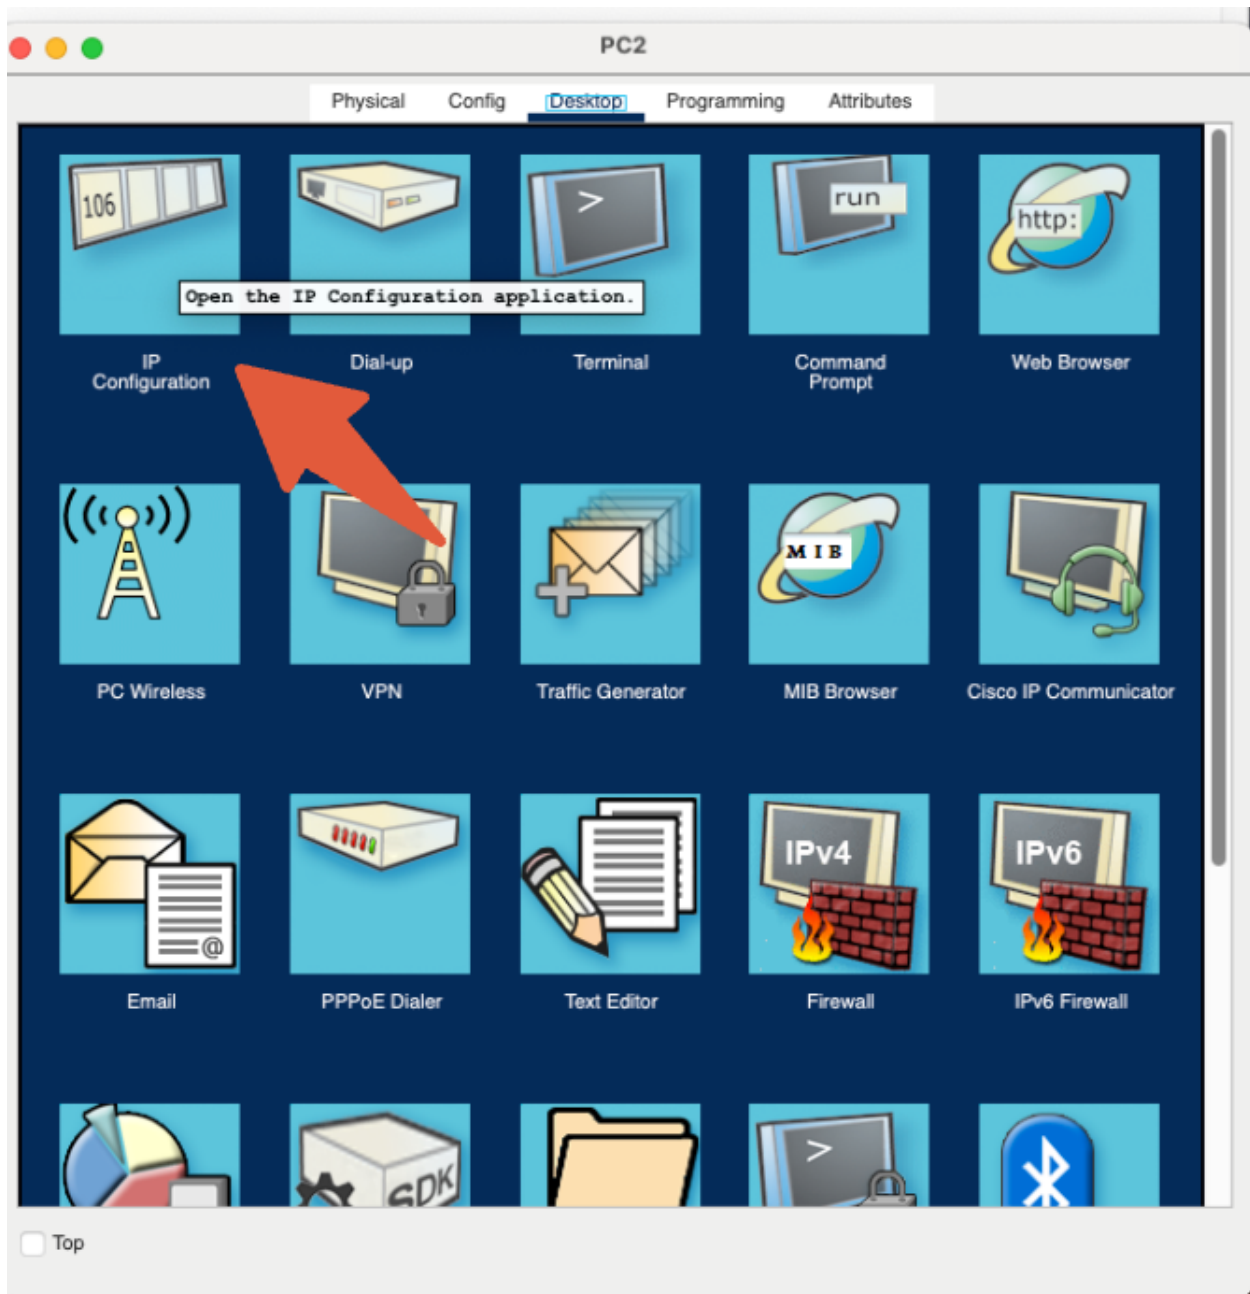 PC2
Physical Config Desktop Programming Attributes
106
>
run
http:
Open the IP Configuration application.
IP
Configuration
Dial-up
Terminal
Command
Prompt
Web Browser
MIB
PC Wireless
VPN
Traffic Generator
MIB Browser
Cisco IP Communicator
@
IPv4
IPv6
Email
PPPoE Dialer
Text Editor
Firewall
IPv6 Firewall
SDK
>
Top